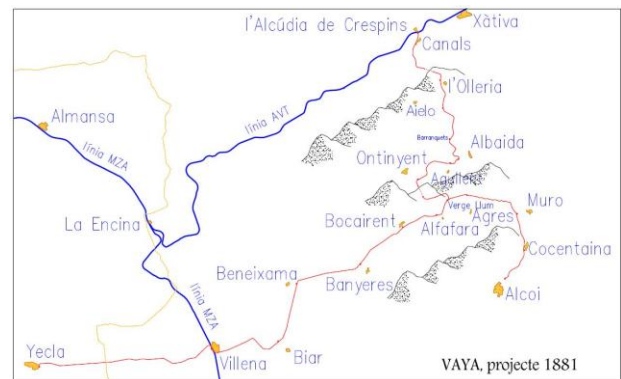 Xàtiva
l'Alcúdia de Crespins
Canals
l'Olleria
Aielo
línia AVT
Almansa
Barranquets
Albaida
línia MZA
Ontinyent
Agullent
La Encina
Verge Llum
Muro
Bocairent
Agres
Alfafara
Cocentaina
Beneixama
Banyeres
línia MZA
Alcoi
Yecla
Villena
Biar
VAYA, projecte 1881